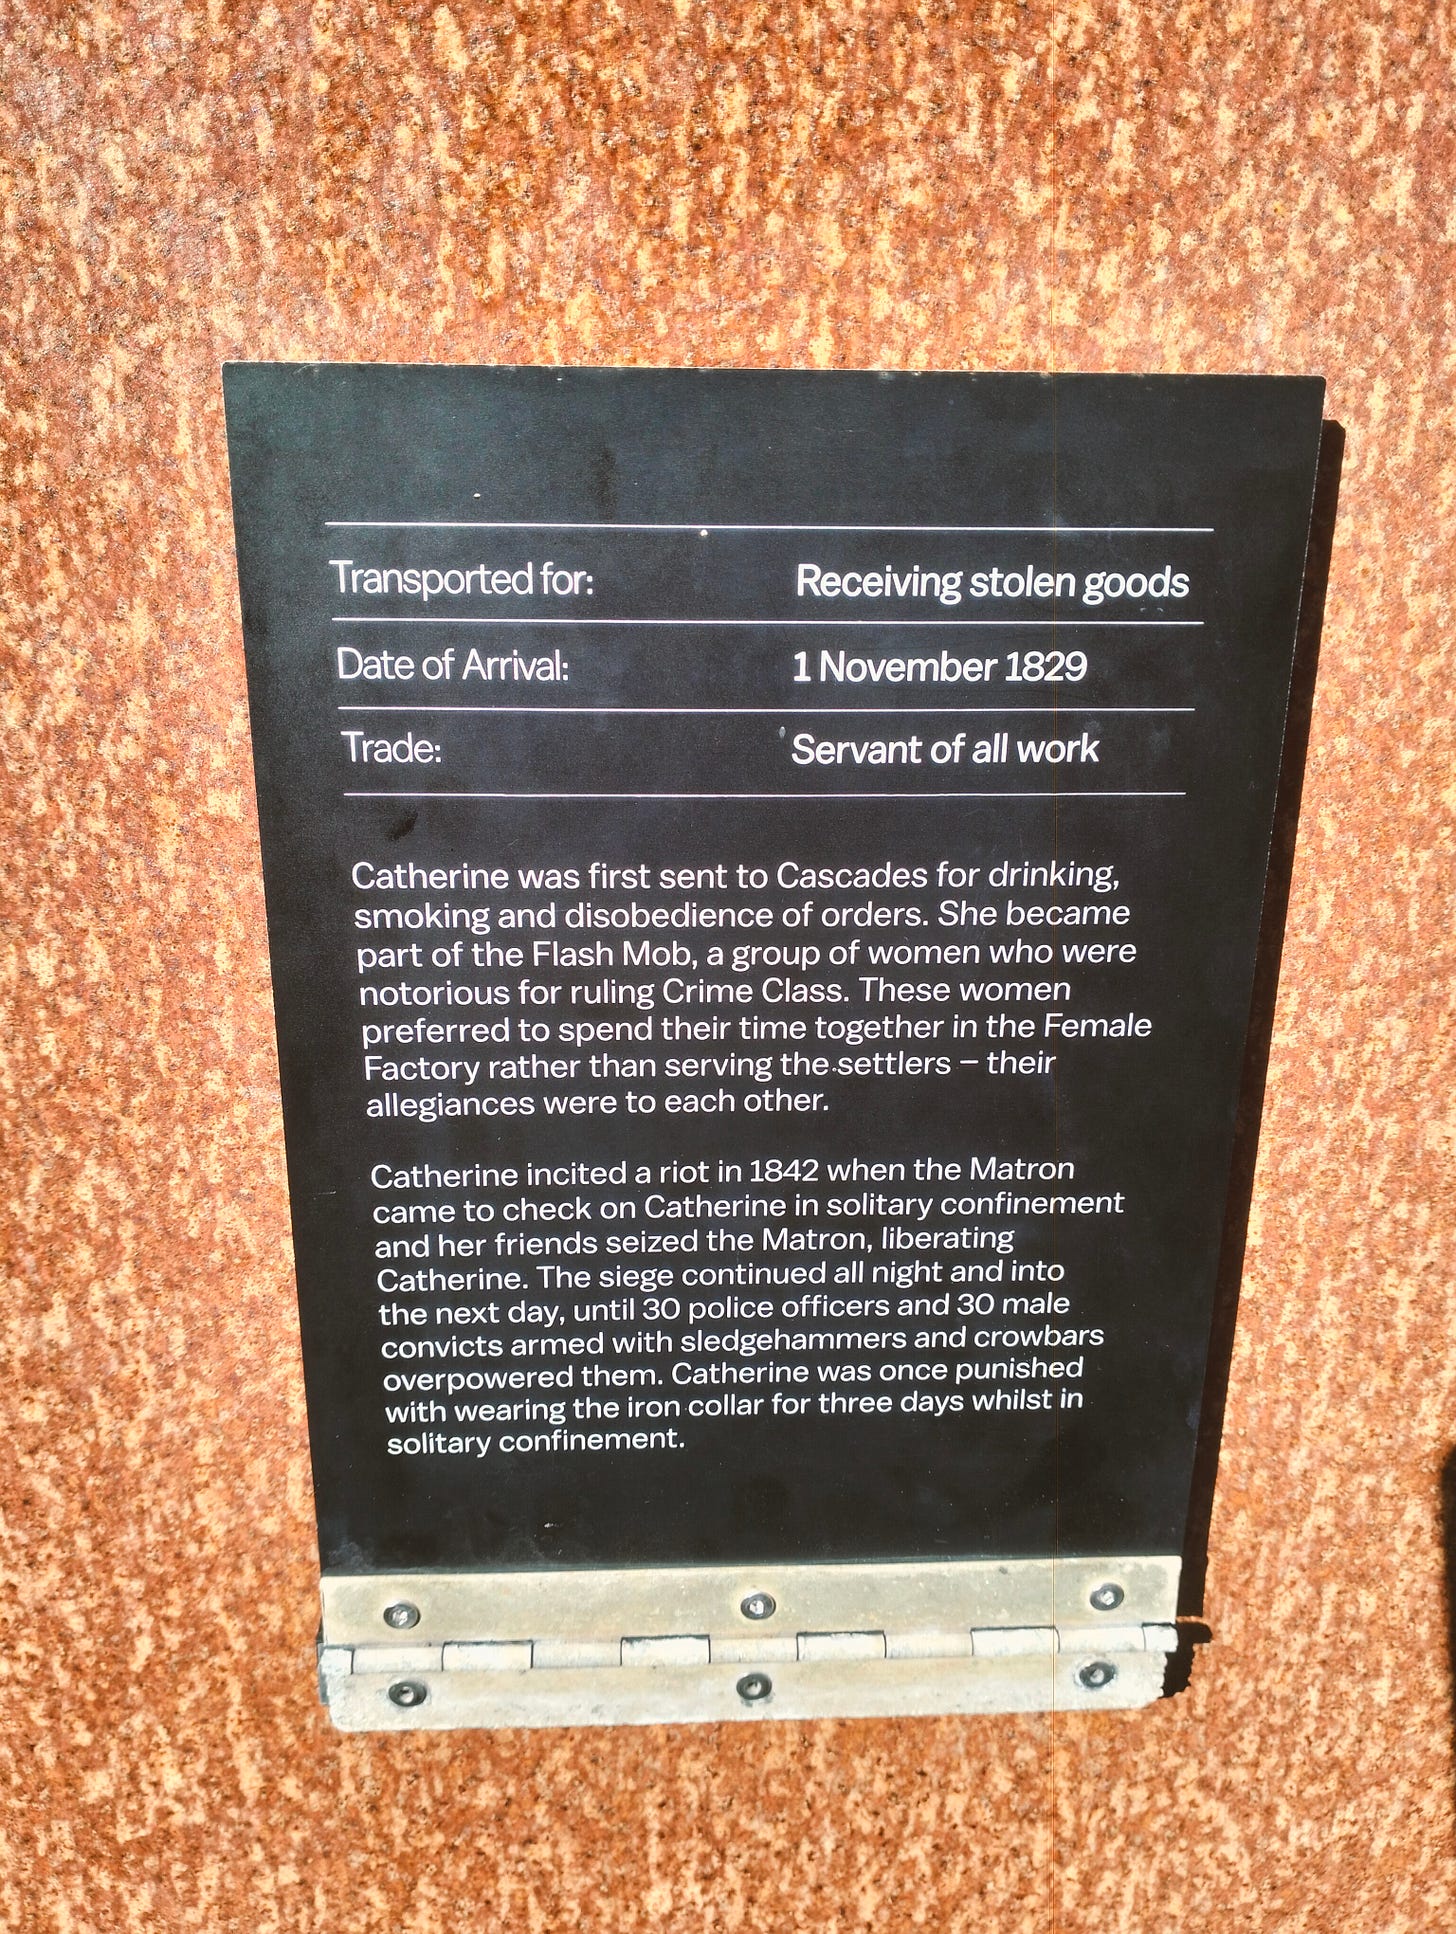 Transported for: Receiving stolen goods
Date of Arrival: 1 November 1829
Trade: Servant of all work
Catherine was first sent to Cascades for drinking,
smoking and disobedience of orders. She became
part of the Flash Mob, a group of women who were
notorious for ruling Crime Class. These women
preferred to spend their time together in the Female
Factory rather than serving the settlers – their
allegiances were to each other.
Catherine incited a riot in 1842 when the Matron
came to check on Catherine in solitary confinement
and her friends seized the Matron, liberating
Catherine. The siege continued all night and into
the next day, until 30 police officers and 30 male
convicts armed with sledgehammers and crowbars
overpowered them. Catherine was once punished
with wearing the iron collar for three days whilst in
solitary confinement.